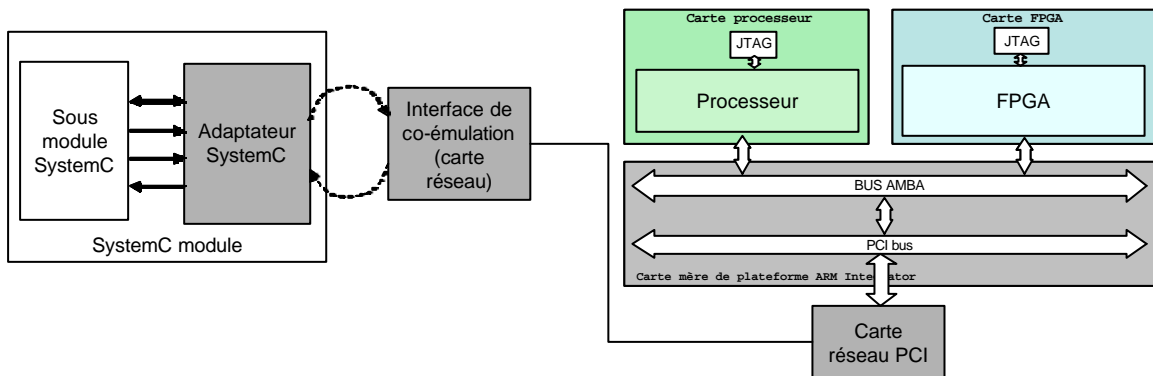 Sous
module
SystemC
Adaptateur
SystemC
SystemC module
Interface de
co-émulation
(carte
réseau)
Carte processeur
JTAG
Processeur
Carte FPGA
JTAG
FPGA
BUS AMBA
PCI bus
Carte mère de plateforme ARM
Carte
réseau PCI